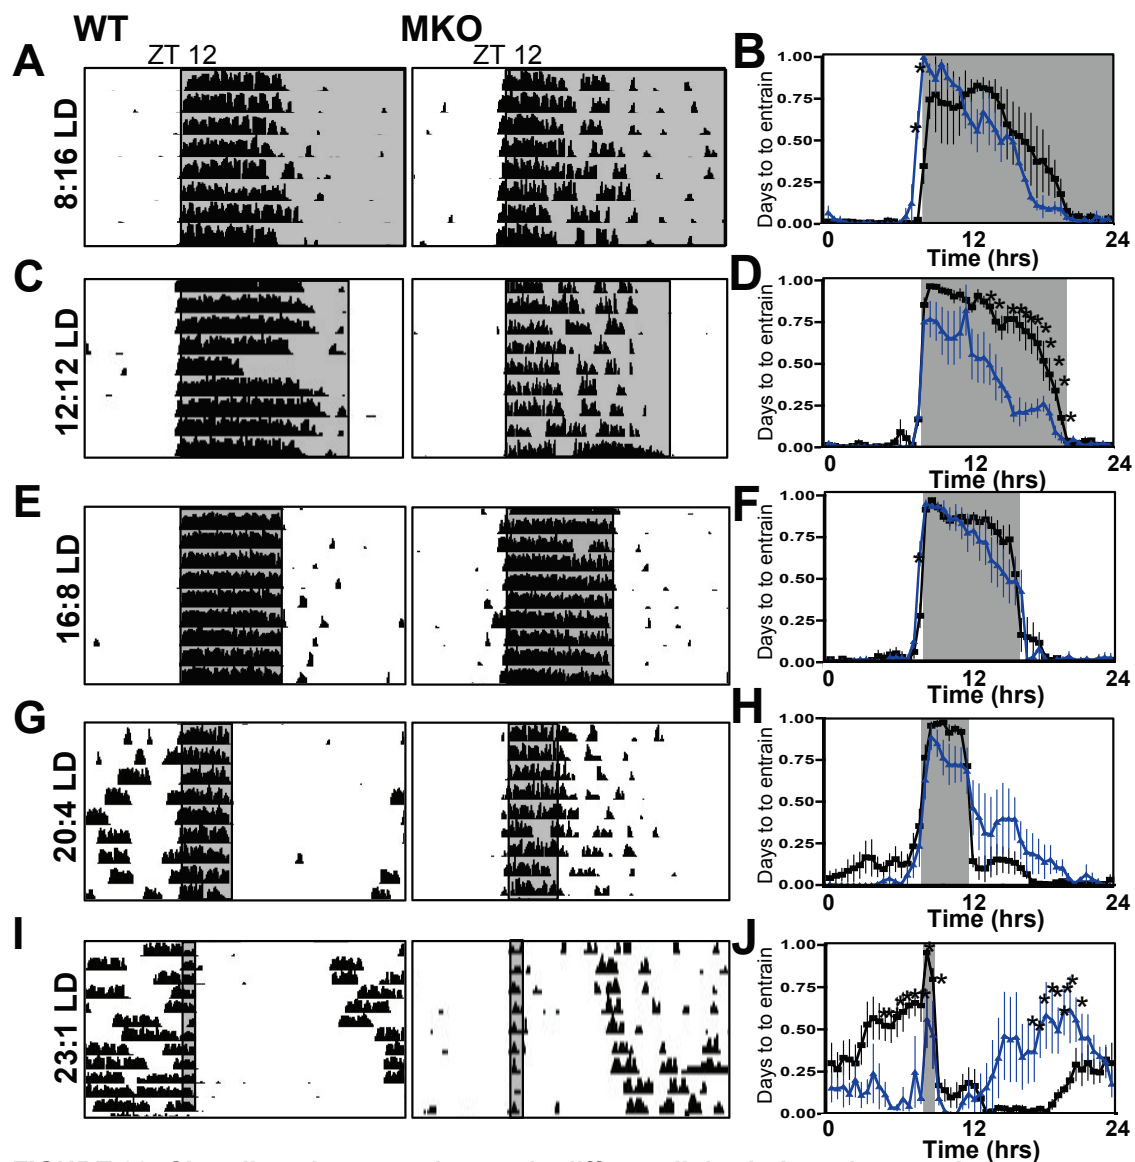 WT MKO
ZT 12 ZT 12
A
8:16 LD
B
Days to to entrain
1.00
0.75
0.50
0.25
0.00
0 12 24
Time (hrs)
C
12:12 LD
D
Days to to entrain
1.00
0.75
0.50
0.25
0.00
0 12 24
Time (hrs)
E
16:8 LD
F
Days to to entrain
1.00
0.75
0.50
0.25
0.00
0 12 24
Time (hrs)
G
20:4 LD
H
Days to to entrain
1.00
0.75
0.50
0.25
0.00
0 12 24
Time (hrs)
I
23:1 LD
J
Days to to entrain
1.00
0.75
0.50
0.25
0.00
0 12 24
Time (hrs)